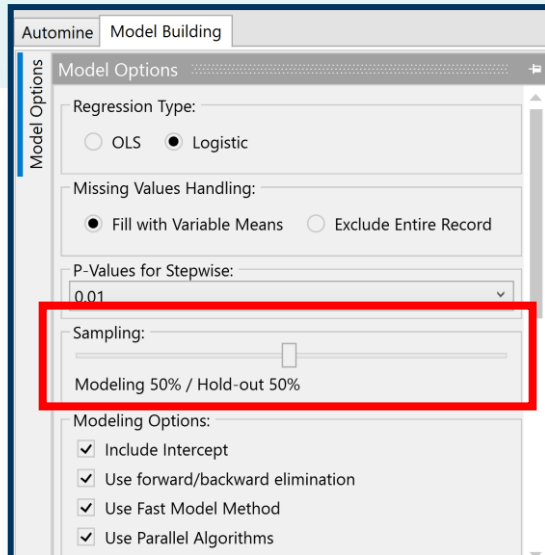 Automine Model Building
Model Options
Model Options
Regression Type:
OLS Logistic
Missing Values Handling:
Fill with Variable Means Exclude Entire Record
P-Values for Stepwise:
0.01
Sampling:
Modeling 50% / Hold-out 50%
Modeling Options:
Include Intercept
Use forward/backward elimination
Use Fast Model Method
Use Parallel Algorithms